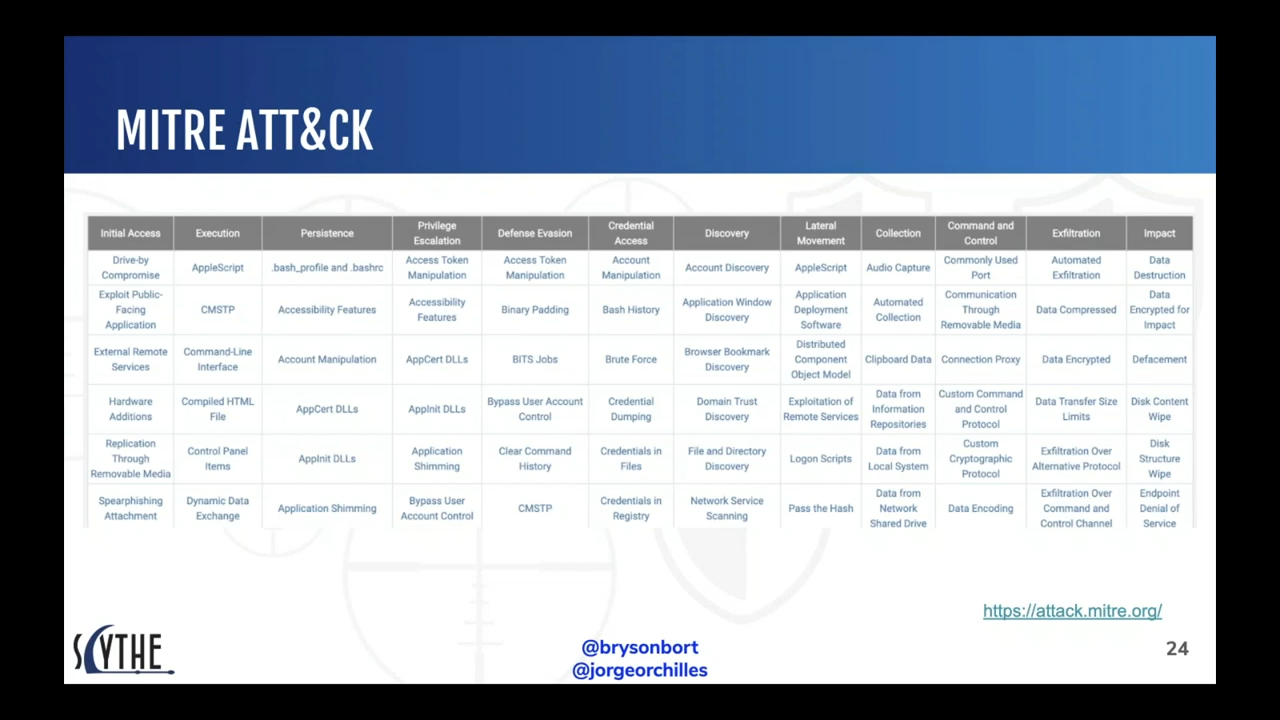 MITRE ATT&CK
Initial Access Execution Persistence Privilege Escalation Defense Evasion Credential Access Discovery Lateral Movement Collection Command and Control Exfiltration Impact
Drive-by Compromise AppleScript .bash_profile and .bashrc Access Token Manipulation Access Token Manipulation Account Manipulation Account Discovery AppleScript Audio Capture Commonly Used Port Automated Exfiltration Data Destruction
Exploit Public-Facing Application CMSTP Accessibility Features Accessibility Features Binary Padding Bash History Application Window Discovery Application Deployment Software Automated Collection Communication Through Removable Media Data Compressed Data Encrypted for Impact
External Remote Services Command-Line Interface Account Manipulation AppCert DLLs BITS Jobs Brute Force Browser Bookmark Discovery Distributed Component Object Model Clipboard Data Connection Proxy Data Encrypted Defacement
Hardware Additions Compiled HTML File AppCert DLLs AppInit DLLs Bypass User Account Control Credential Dumping Domain Trust Discovery Exploitation of Remote Services Data from Information Repositories Custom Command and Control Protocol Data Transfer Size Limits Disk Content Wipe
Replication Through Removable Media Control Panel Items AppInit DLLs Application Shimming Clear Command History Credentials in Files File and Directory Discovery Logon Scripts Data from Local System Custom Cryptographic Protocol Exfiltration Over Alternative Protocol Disk Structure Wipe
Spearphishing Attachment Dynamic Data Exchange Application Shimming Bypass User Account Control CMSTP Credentials in Registry Network Service Scanning Pass the Hash Data from Network Shared Drive Data Encoding Exfiltration Over Command and Control Channel Endpoint Denial of Service
https://attack.mitre.org/
SCYTHE
@brysonbort
@jorgeorchilles
24